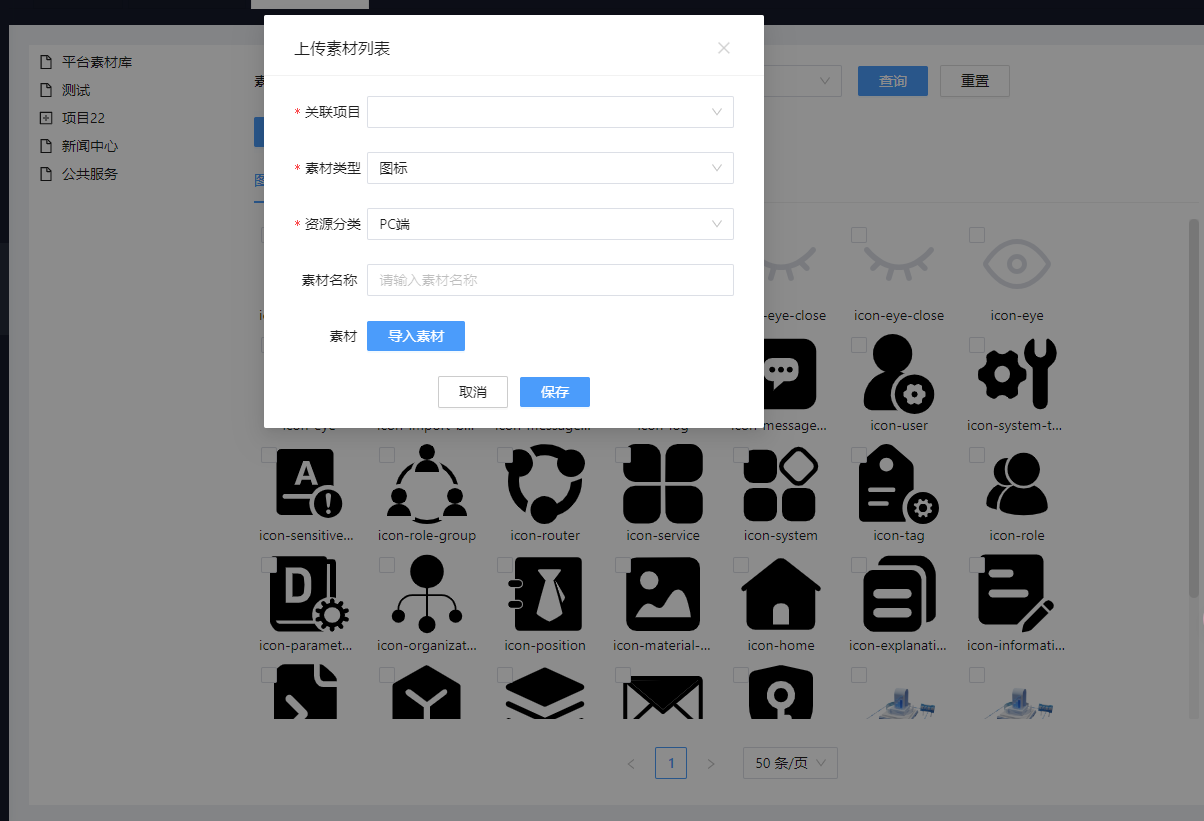 上传素材列表
平台素材库
测试
项目22
新闻中心
公共服务
素
查询
重置
* 关联项目
* 素材类型
图标
* 资源分类
PC端
素材名称
请输入素材名称
素材
导入素材
取消
保存
-eye-close
icon-eye-close
icon-eye
icon-user
icon-system-t...
icon-sensitive...
icon-role-group
icon-router
icon-service
icon-system
icon-tag
icon-role
icon-paramet...
icon-organizat...
icon-position
icon-material-...
icon-home
icon-explanati...
icon-informati...
1
50 条/页